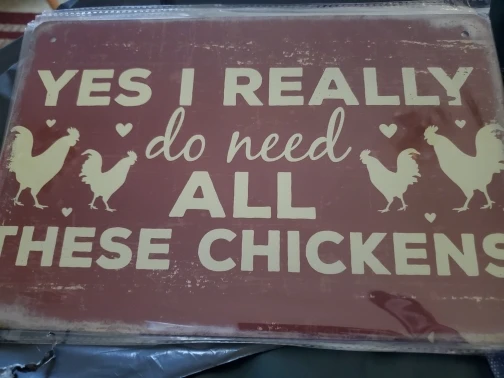 YES I REALLY
do need
ALL
THESE CHICKENS